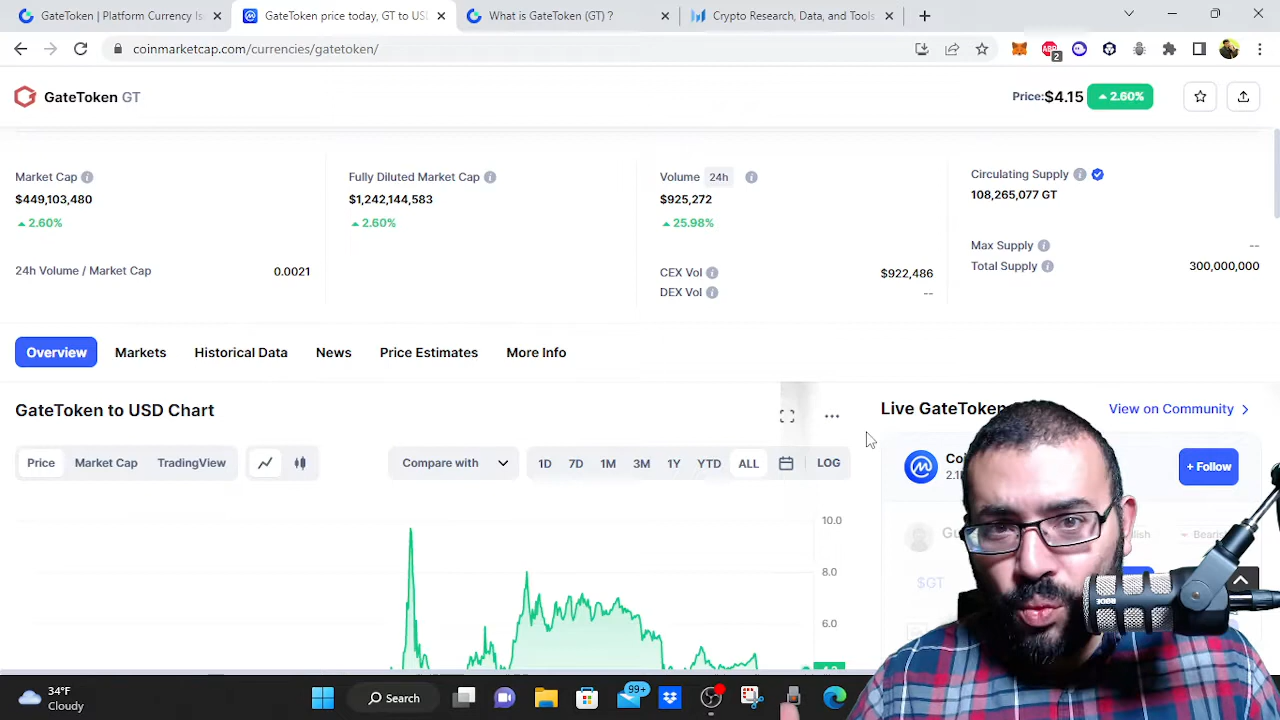 GateToken | Platform Currency Is
GateToken price today, GT to USD
What is GateToken (GT) ?
Crypto Research, Data, and Tools
coinmarketcap.com/currencies/gatetoken/
2
GateToken GT
Price:$4.15 2.60%
Market Cap
$449,103,480
2.60%
24h Volume / Market Cap 0.0021
Fully Diluted Market Cap
$1,242,144,583
2.60%
Volume 24h
$925,272
25.98%
CEX Vol $922,486
DEX Vol --
Circulating Supply
108,265,077 GT
Max Supply --
Total Supply 300,000,000
Overview Markets Historical Data News Price Estimates More Info
GateToken to USD Chart
Price Market Cap TradingView Compare with 1D 7D 1M 3M 1Y YTD ALL LOG
10.0
8.0
6.0
Live GateToken
View on Community
+ Follow
$GT
RODE
34°F
Cloudy
Search
99+